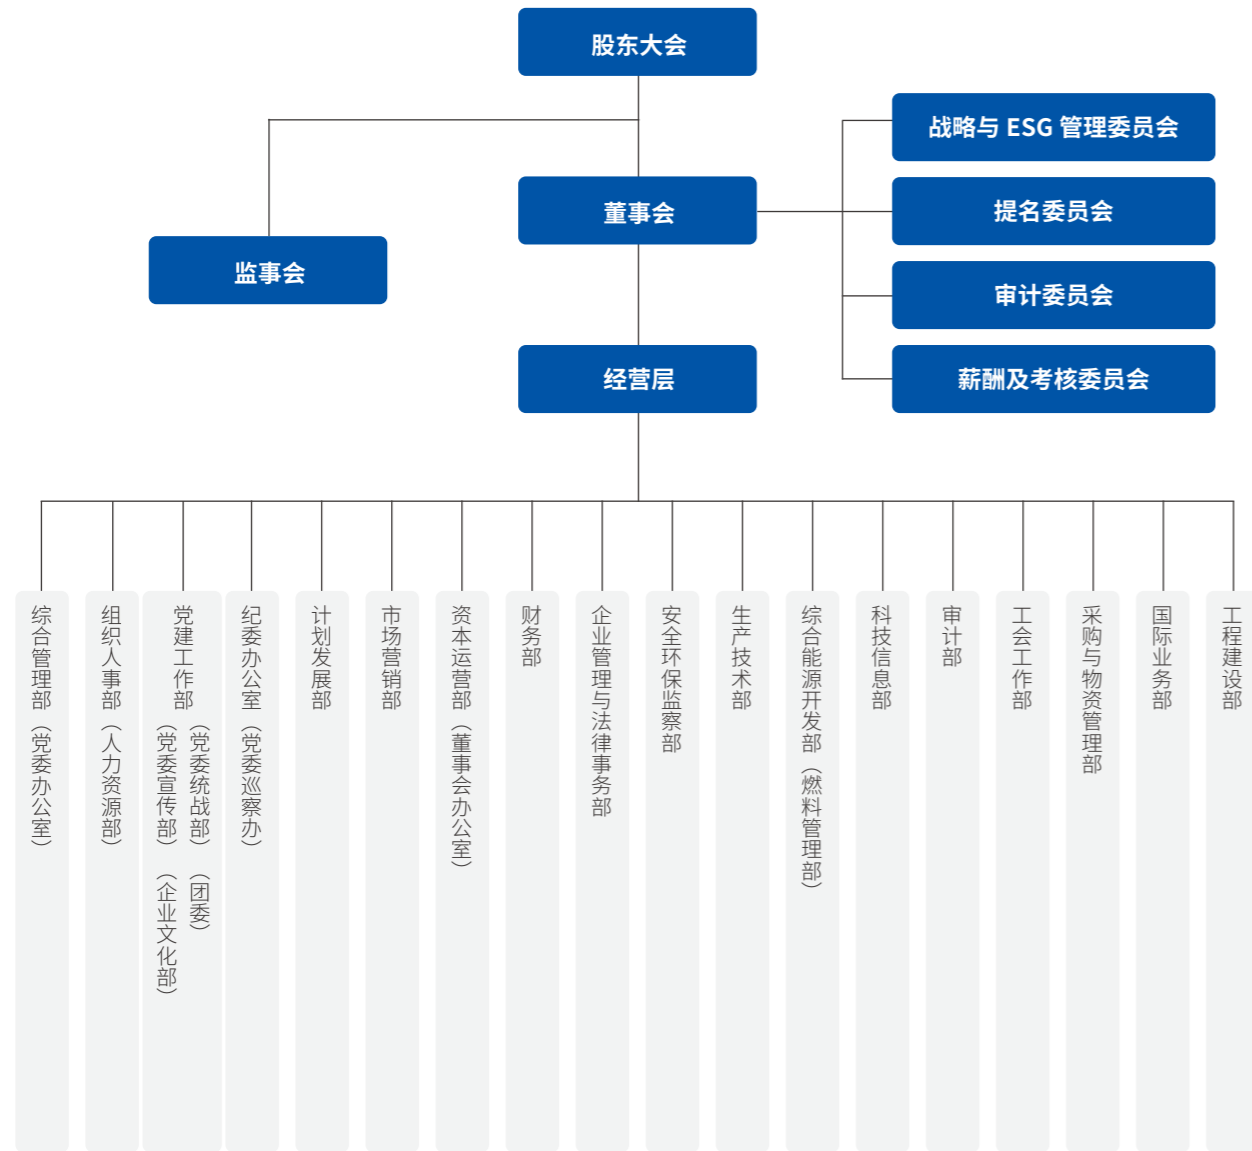 股东大会
战略与 ESG 管理委员会
董事会
提名委员会
监事会
审计委员会
经营层
薪酬及考核委员会
综合管理部（党委办公室）
组织人事部（人力资源部）
党建工作部
（党委宣传部）（企业文化部）
（党委统战部）（团委）
纪委办公室（党委巡察办）
计划发展部
市场营销部
资本运营部（董事会办公室）
财务部
企业管理与法律事务部
安全环保监察部
生产技术部
综合能源开发部（燃料管理部）
科技信息部
审计部
工会工作部
采购与物资管理部
国际业务部
工程建设部